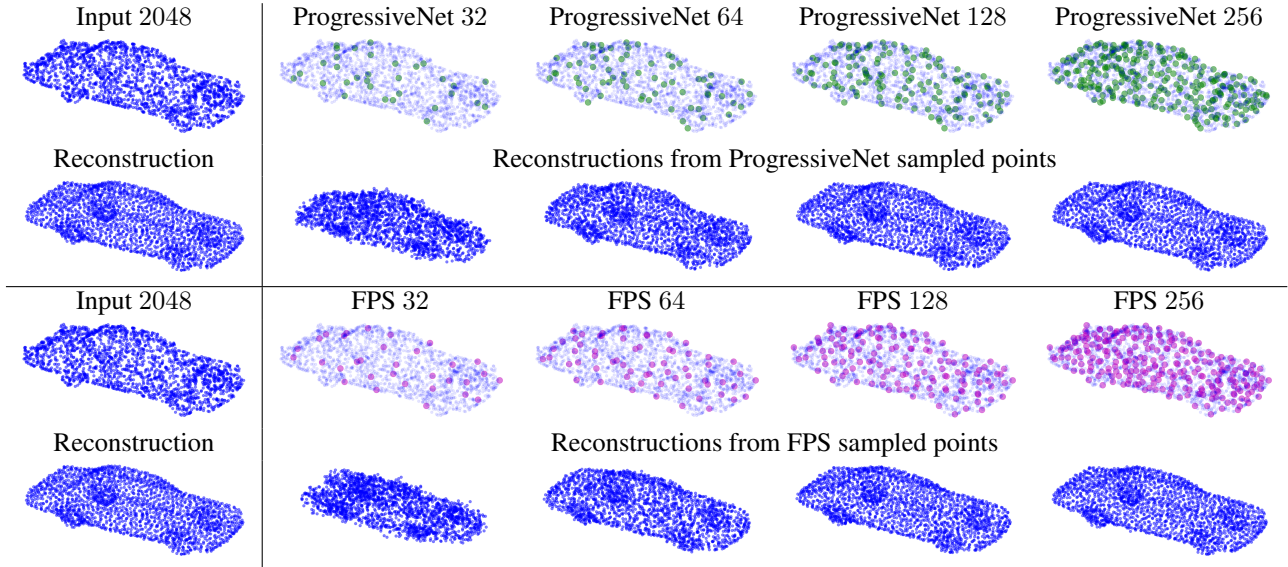 Input 2048 ProgressiveNet 32 ProgressiveNet 64 ProgressiveNet 128 ProgressiveNet 256
Reconstruction Reconstructions from ProgressiveNet sampled points
Input 2048 FPS 32 FPS 64 FPS 128 FPS 256
Reconstruction Reconstructions from FPS sampled points